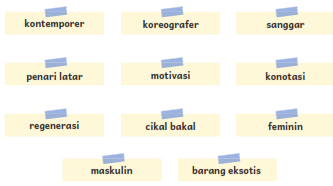 kontemporer
koreografer
sanggar
penari latar
motivasi
konotasi
regenerasi
cikal bakal
feminin
maskulin
barang eksotis